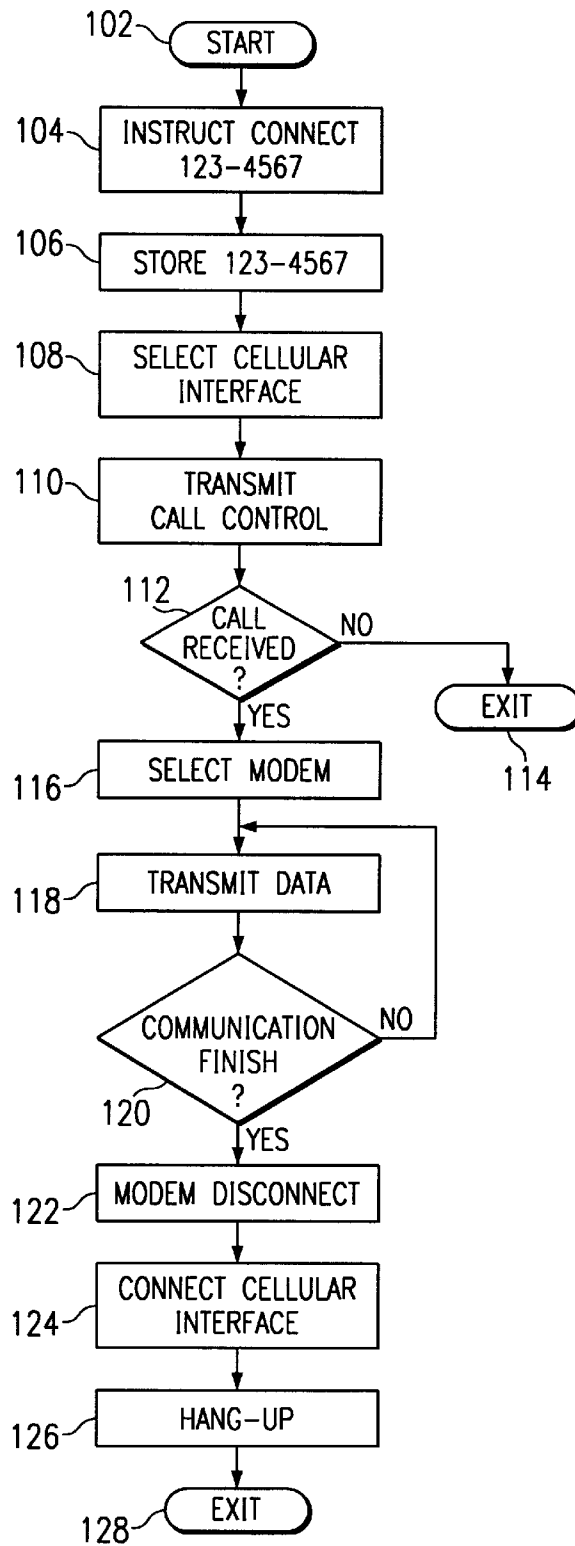 102
START
104
INSTRUCT CONNECT
123-4567
106
STORE 123-4567
108
SELECT CELLULAR
INTERFACE
110
TRANSMIT
CALL CONTROL
112
CALL
RECEIVED
?
NO
EXIT
114
YES
116
SELECT MODEM
118
TRANSMIT DATA
COMMUNICATION
FINISH
?
NO
120
YES
122
MODEM DISCONNECT
124
CONNECT CELLULAR
INTERFACE
126
HANG-UP
128
EXIT